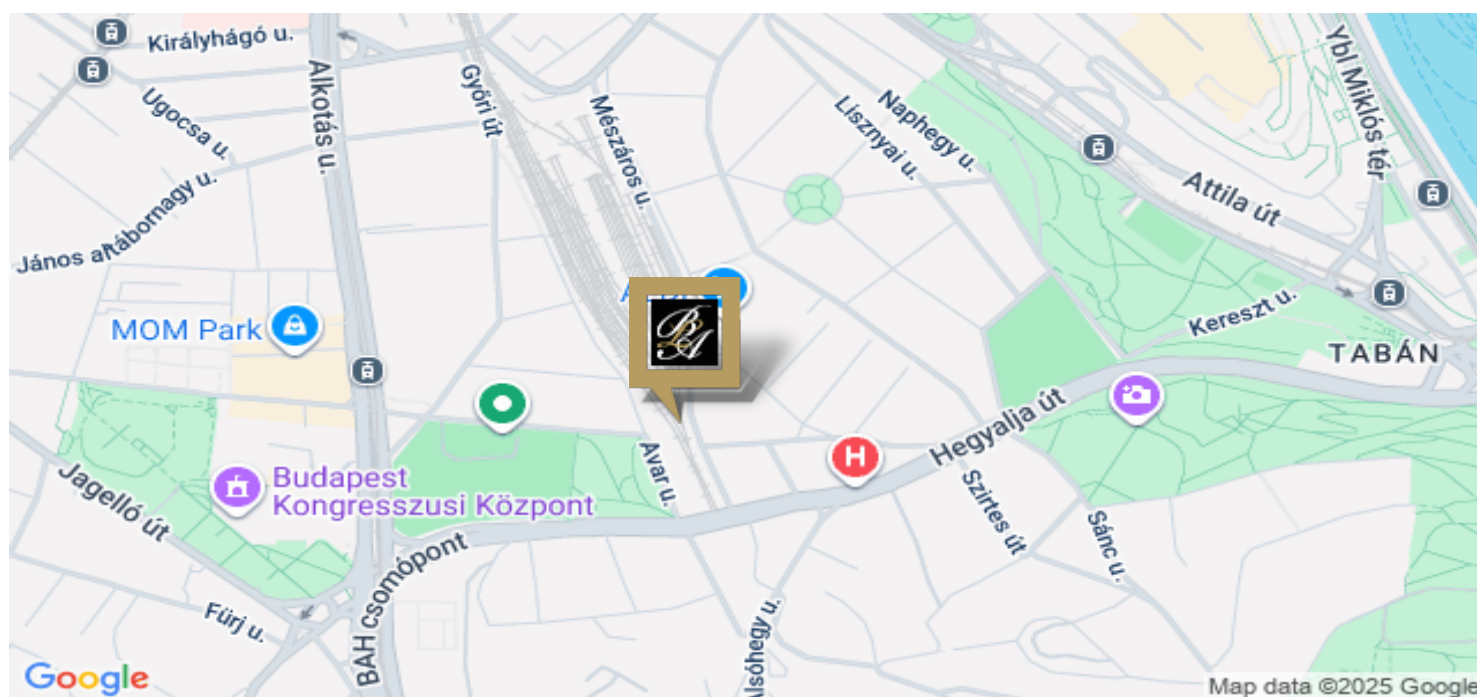 Királyhágó u.
Ugocsa u.
Alkotás u.
Győri út
Mészáros u.
Lisznyai u.
Naphegy u.
Ybl Miklós tér
Attila út
János altábornagy u.
MOM Park
Kereszt u.
TABÁN
Hegyalja út
H
Avar u.
Budapest
Kongresszusi Központ
Jagelló út
Szirtes út
Sánc u.
BAH csomópont
Fürj u.
Alsóhegy u.
Google
Map data ©2025 Google